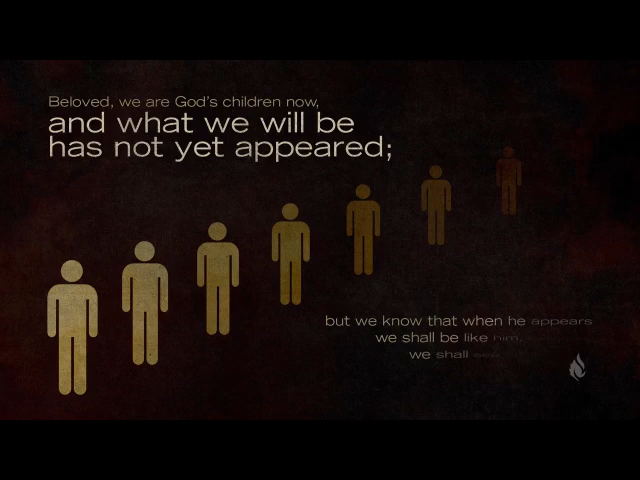 Beloved, we are God's children now,
and what we will be
has not yet appeared;
but we know that when he appears
we shall be like him,
we shall